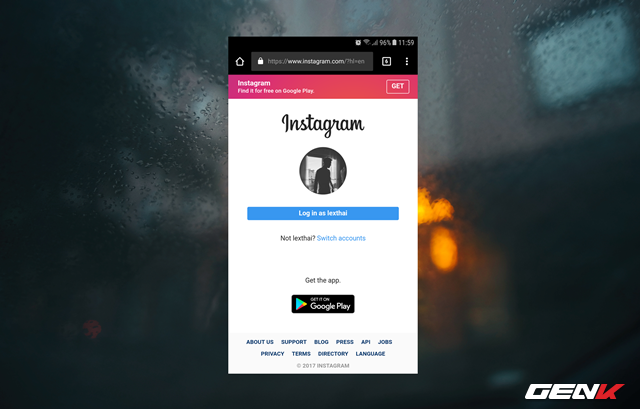 96% 11:59
https://www.instagram.com/?hl=en
6
Instagram
Find it for free on Google Play.
GET
Instagram
Log in as lexthai
Not lexthai? Switch accounts
Get the app.
GET IT ON
Google Play
ABOUT US SUPPORT BLOG PRESS API JOBS
PRIVACY TERMS DIRECTORY LANGUAGE
© 2017 INSTAGRAM
GENK